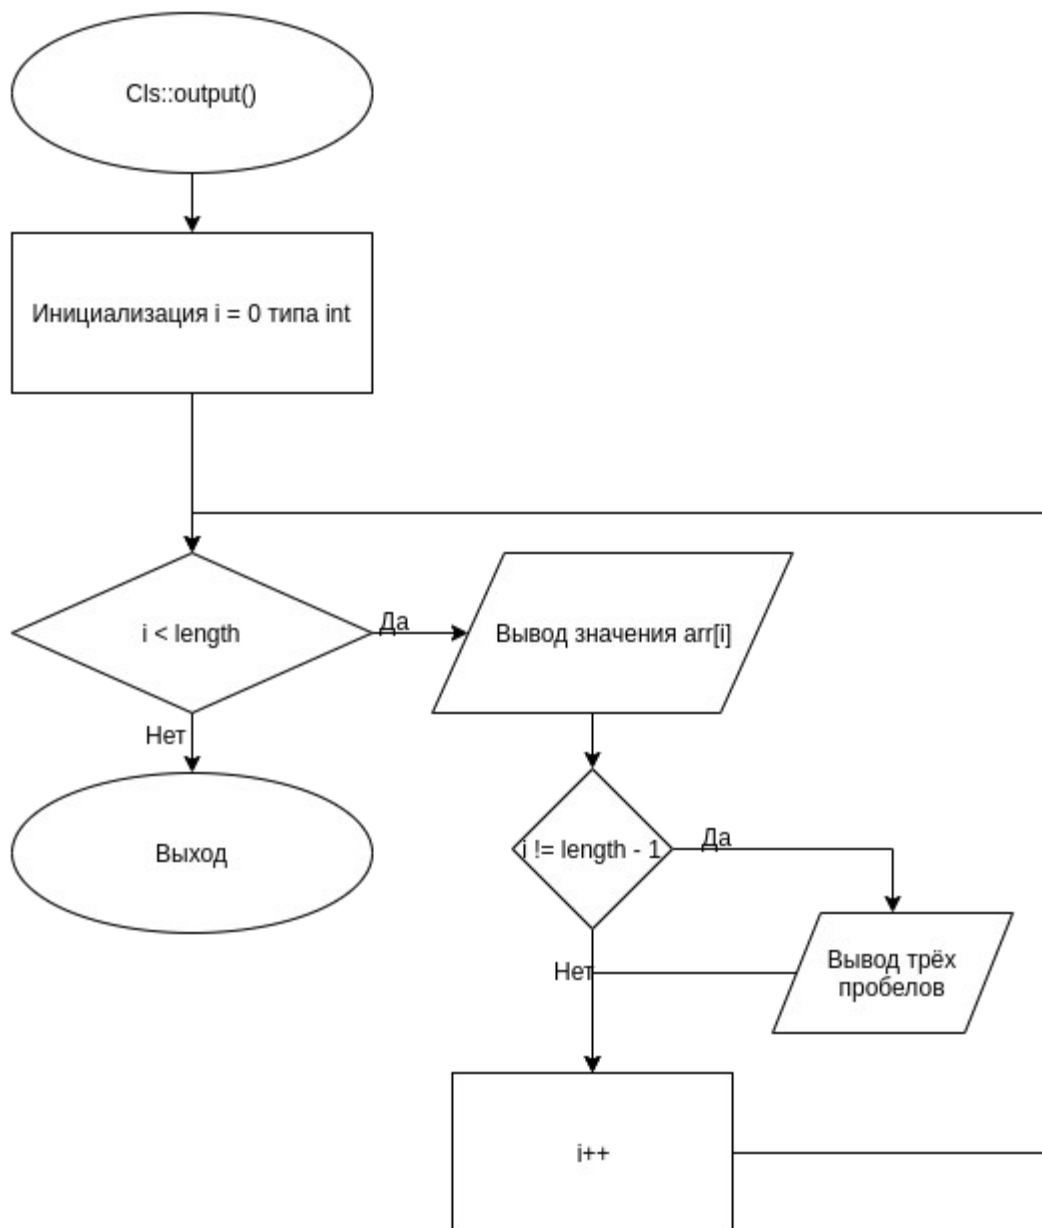 Cls::output()
Инициализация i = 0 типа int
i < length
Да
Вывод значения arr[i]
Нет
Выход
i != length - 1
Да
Вывод трёх
пробелов
Нет
i++